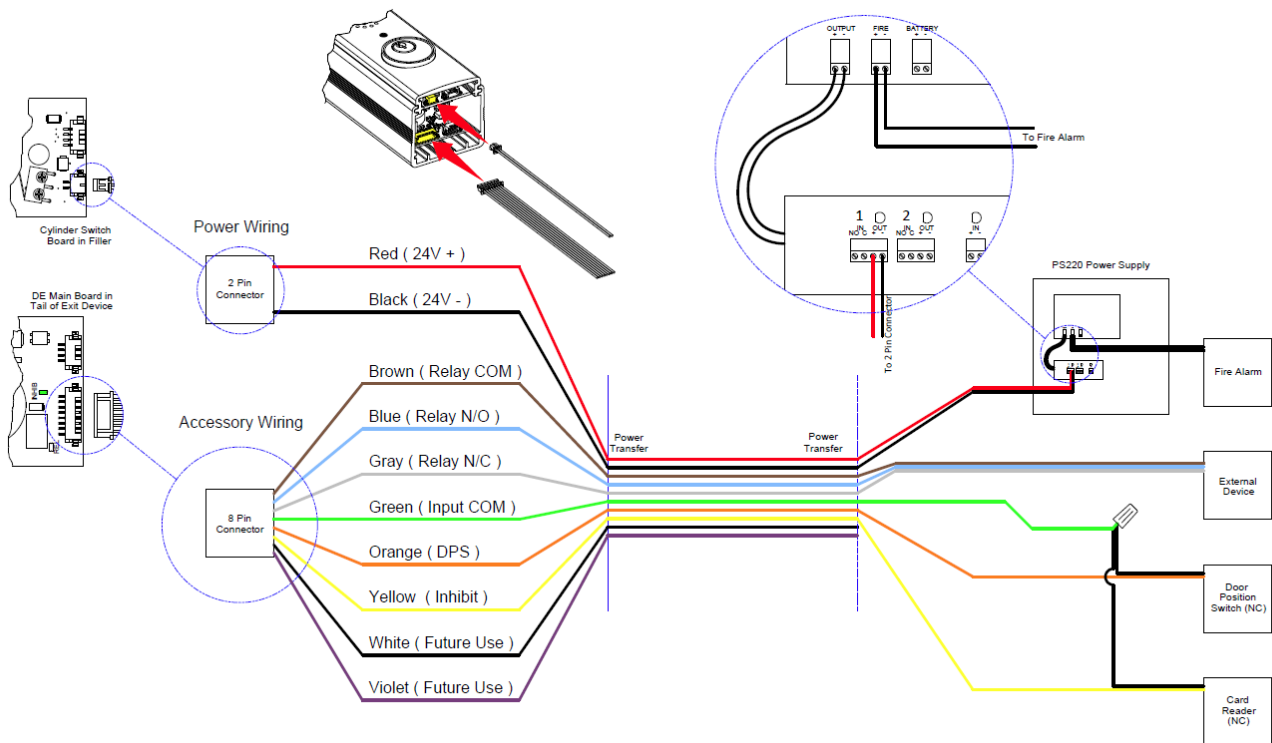 OUTPUT FIRE BATTERY
+ - + - + -
To Fire Alarm
1 2
IN OUT IN OUT IN
NO C + - NO C + - + -
To 2 Pin Connector
Cylinder Switch
Board in Filler
Power Wiring
2 Pin
Connector
Red ( 24V + )
Black ( 24V - )
PS220 Power Supply
Fire Alarm
DE Main Board in
Tail of Exit Device
INHB
REX
Accessory Wiring
8 Pin
Connector
Brown ( Relay COM )
Blue ( Relay N/O )
Gray ( Relay N/C )
Green ( Input COM )
Orange ( DPS )
Yellow ( Inhibit )
White ( Future Use )
Violet ( Future Use )
Power
Transfer
Power
Transfer
External
Device
Door
Position
Switch (NC)
Card
Reader
(NC)